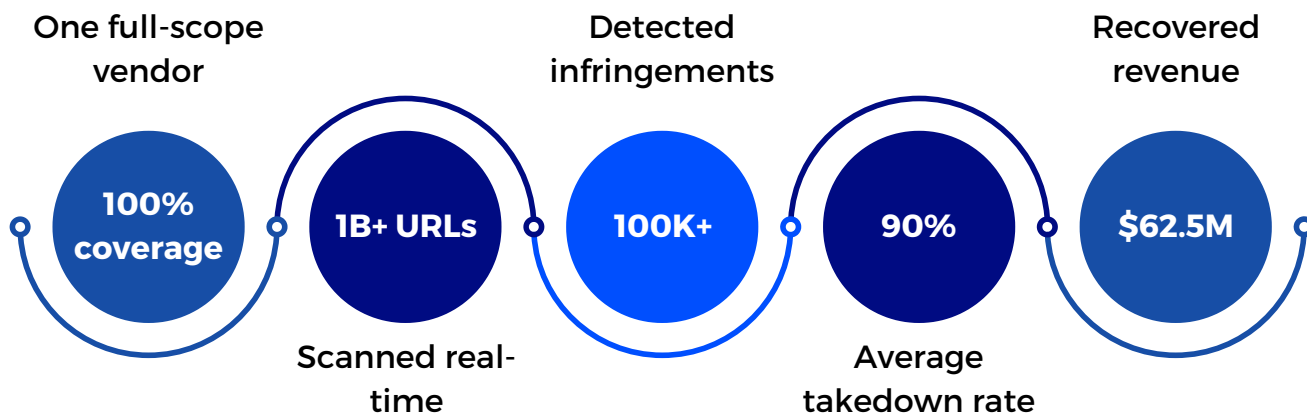 One full-scope
vendor
100%
coverage
1B+ URLs
Scanned real-
time
Detected
infringements
100K+
90%
Average
takedown rate
Recovered
revenue
$62.5M